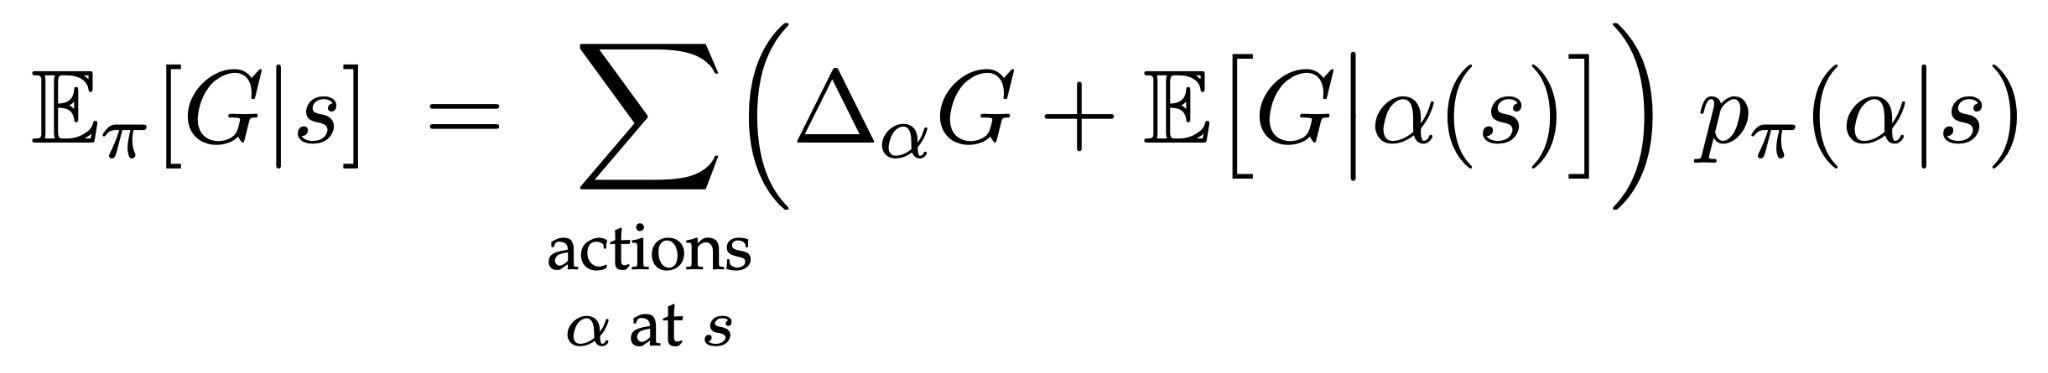 𝔼π[G|s] = ∑ (ΔαG + 𝔼[G|α(s)]) pπ(α|s)
actions
α at s